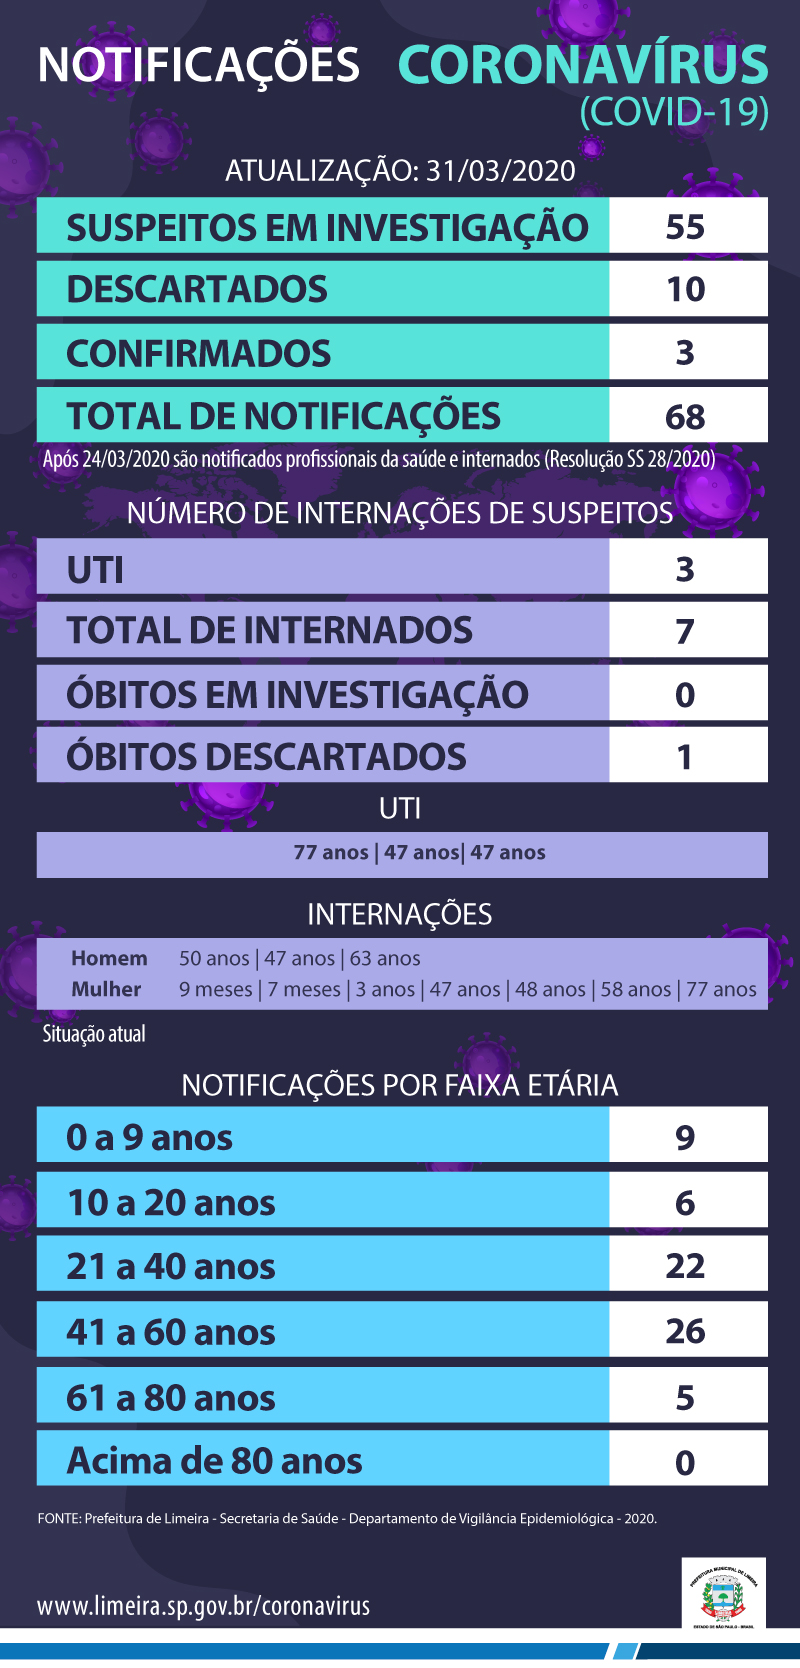 NOTIFICAÇÕES CORONAVÍRUS
(COVID-19)
ATUALIZAÇÃO: 31/03/2020
SUSPEITOS EM INVESTIGAÇÃO 55
DESCARTADOS 10
CONFIRMADOS 3
TOTAL DE NOTIFICAÇÕES 68
Após 24/03/2020 são notificados profissionais da saúde e internados (Resolução SS 28/2020)
NÚMERO DE INTERNAÇÕES DE SUSPEITOS
UTI 3
TOTAL DE INTERNADOS 7
ÓBITOS EM INVESTIGAÇÃO 0
ÓBITOS DESCARTADOS 1
UTI
77 anos | 47 anos| 47 anos
INTERNAÇÕES
Homem 50 anos | 47 anos | 63 anos
Mulher 9 meses | 7 meses | 3 anos | 47 anos | 48 anos | 58 anos | 77 anos
Situação atual
NOTIFICAÇÕES POR FAIXA ETÁRIA
0 a 9 anos 9
10 a 20 anos 6
21 a 40 anos 22
41 a 60 anos 26
61 a 80 anos 5
Acima de 80 anos 0
FONTE: Prefeitura de Limeira - Secretaria de Saúde - Departamento de Vigilância Epidemiológica - 2020.
PREFEITURA MUNICIPAL DE LIMEIRA
www.limeira.sp.gov.br/coronavirus
ESTADO DE SÃO PAULO - BRASIL